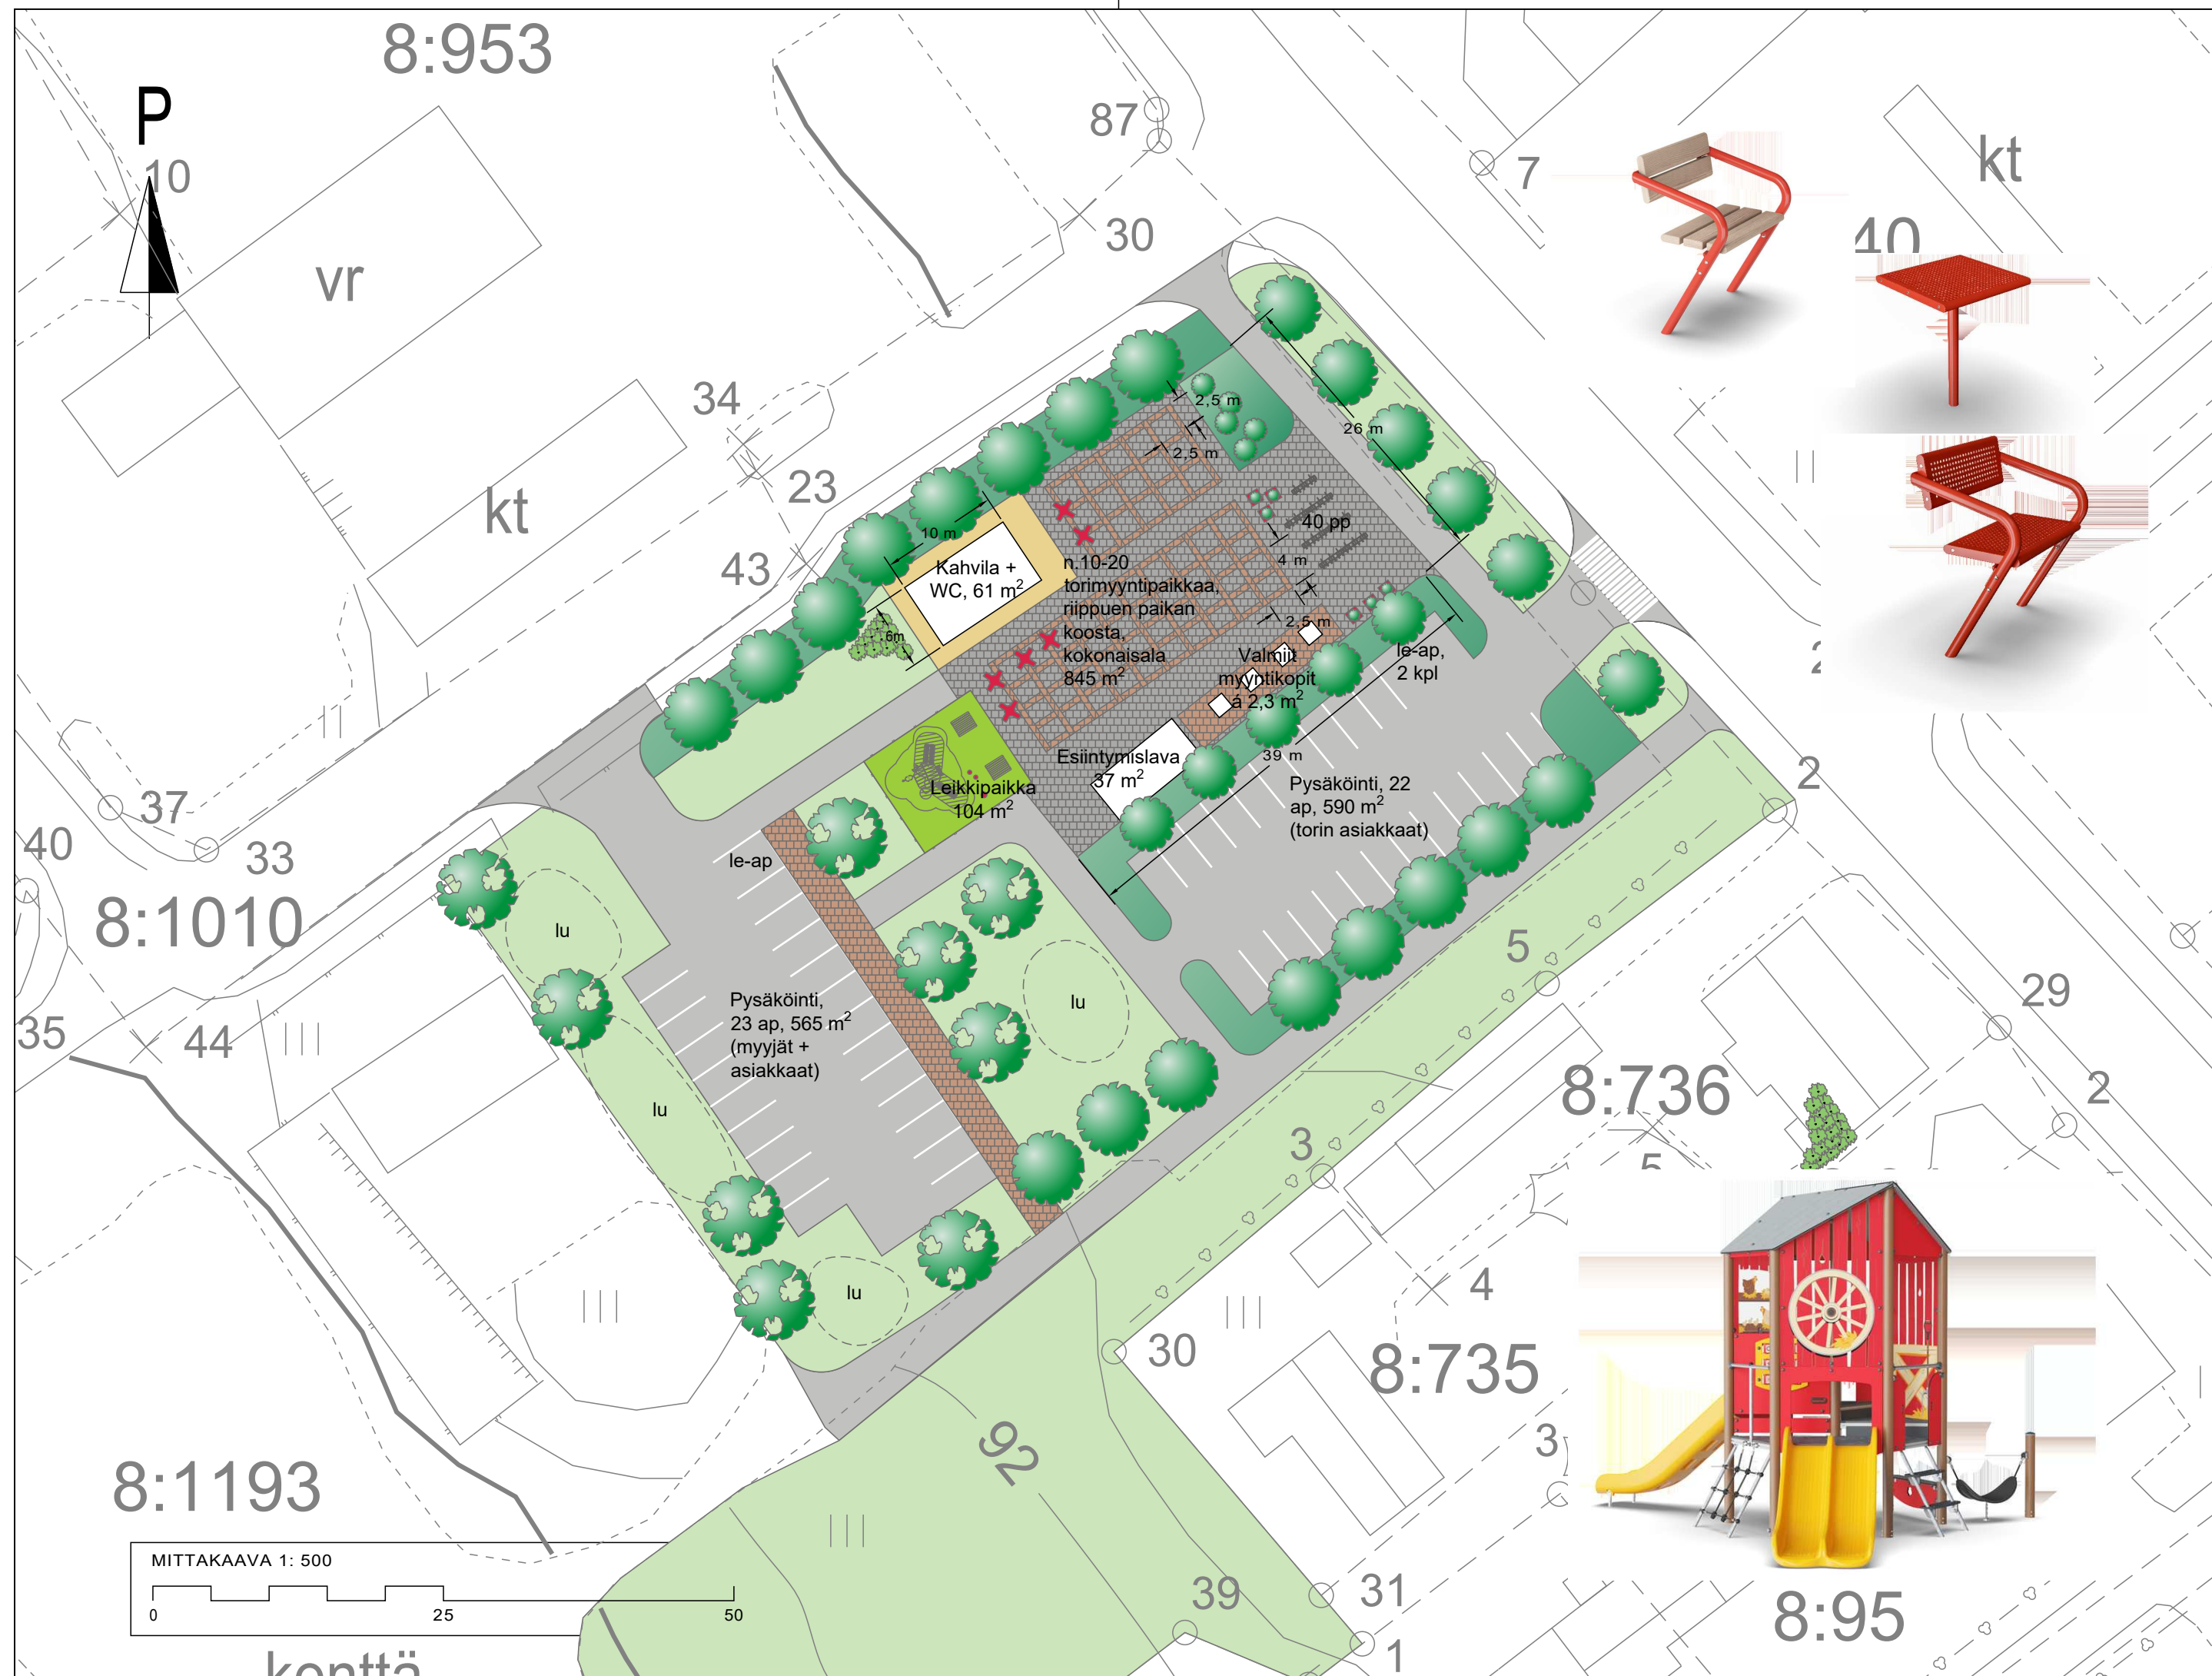 8:953
P
10
87
7
kt
40
vr
30
34
2,5 m
26 m
2,5 m
23
kt
10 m
40 pp
43
Kahvila +
WC, 61 m²
4 m
n.10-20
torimyyntipaikkaa,
riippuen paikan
koosta,
kokonaisala
845 m²
6m
2,5 m
Valmiit
myyntikopit
á 2,3 m²
le-ap,
2 kpl
Esiintymislava
37 m²
39 m
Leikkipaikka
104 m²
Pysäköinti, 22
ap, 590 m²
(torin asiakkaat)
2
37
40
33
le-ap
8:1010
lu
5
35
44
Pysäköinti,
23 ap, 565 m²
(myyjät +
asiakkaat)
lu
29
lu
8:736
2
3
5
4
lu
30
8:735
92
3
8:1193
MITTAKAAVA 1: 500
0
25
50
39
31
8:95
1
kenttä